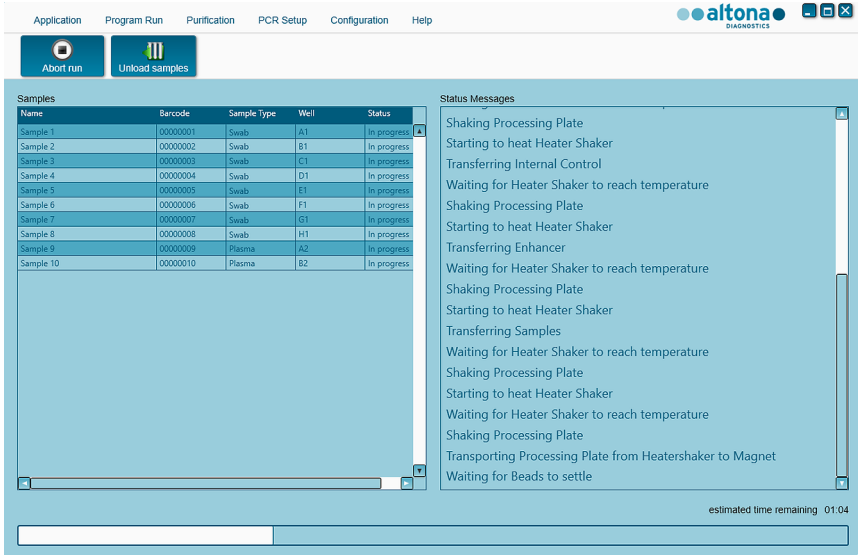 Application Program Run Purification PCR Setup Configuration Help
altona
DIAGNOSTICS
Abort run Unload samples
Samples
Name Barcode Sample Type Well Status
Sample 1 00000001 Swab A1 In progress
Sample 2 00000002 Swab B1 In progress
Sample 3 00000003 Swab C1 In progress
Sample 4 00000004 Swab D1 In progress
Sample 5 00000005 Swab E1 In progress
Sample 6 00000006 Swab F1 In progress
Sample 7 00000007 Swab G1 In progress
Sample 8 00000008 Swab H1 In progress
Sample 9 00000009 Plasma A2 In progress
Sample 10 00000010 Plasma B2 In progress
Status Messages
Shaking Processing Plate
Starting to heat Heater Shaker
Transferring Internal Control
Waiting for Heater Shaker to reach temperature
Shaking Processing Plate
Starting to heat Heater Shaker
Transferring Enhancer
Waiting for Heater Shaker to reach temperature
Shaking Processing Plate
Starting to heat Heater Shaker
Transferring Samples
Waiting for Heater Shaker to reach temperature
Shaking Processing Plate
Starting to heat Heater Shaker
Waiting for Heater Shaker to reach temperature
Shaking Processing Plate
Transporting Processing Plate from Heatershaker to Magnet
Waiting for Beads to settle
estimated time remaining 01:04